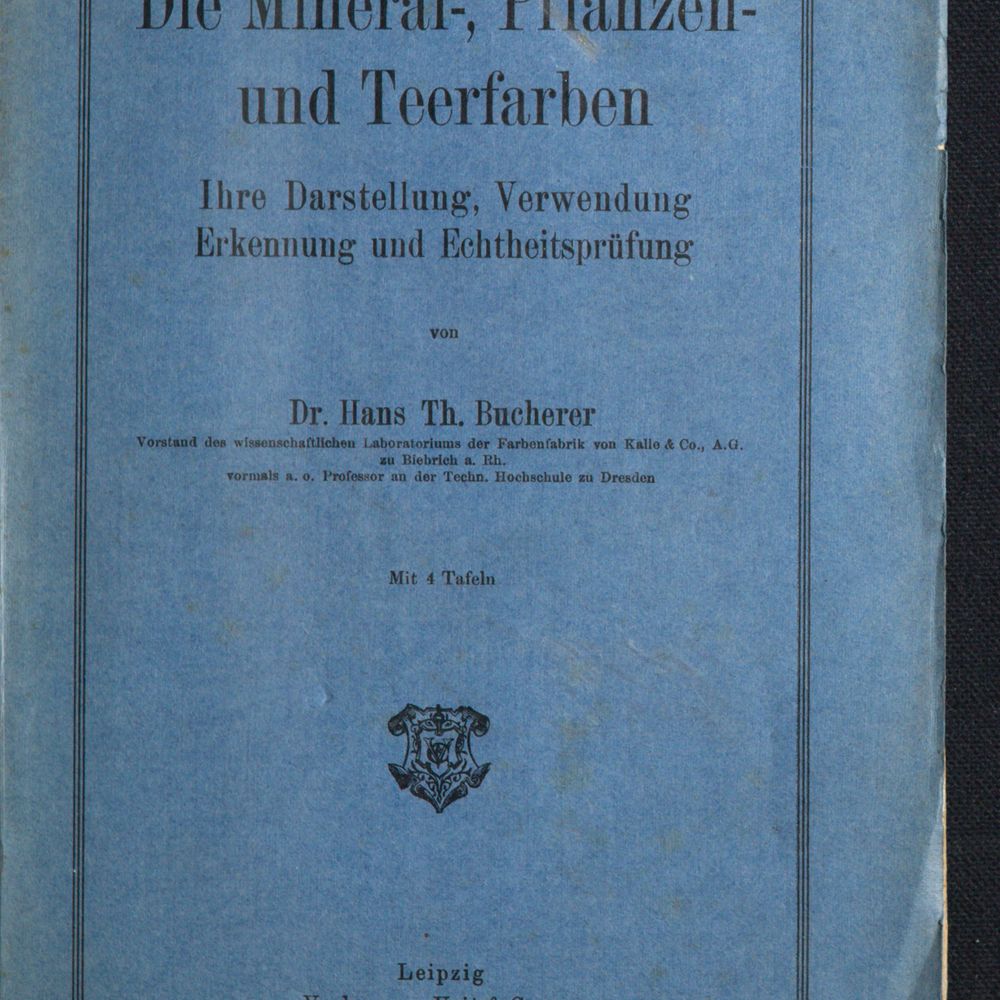 Die Mineral-, Pflanzen-
und Teerfarben
Ihre Darstellung, Verwendung
Erkennung und Echtheitsprüfung
von
Dr. Hans Th. Bucherer
Vorstand des wissenschaftlichen Laboratoriums der Farbenfabrik von Kalle & Co., A.G.
zu Biebrich a. Rh.
vormals a. o. Professor an der Techn. Hochschule zu Dresden
Mit 4 Tafeln
Leipzig